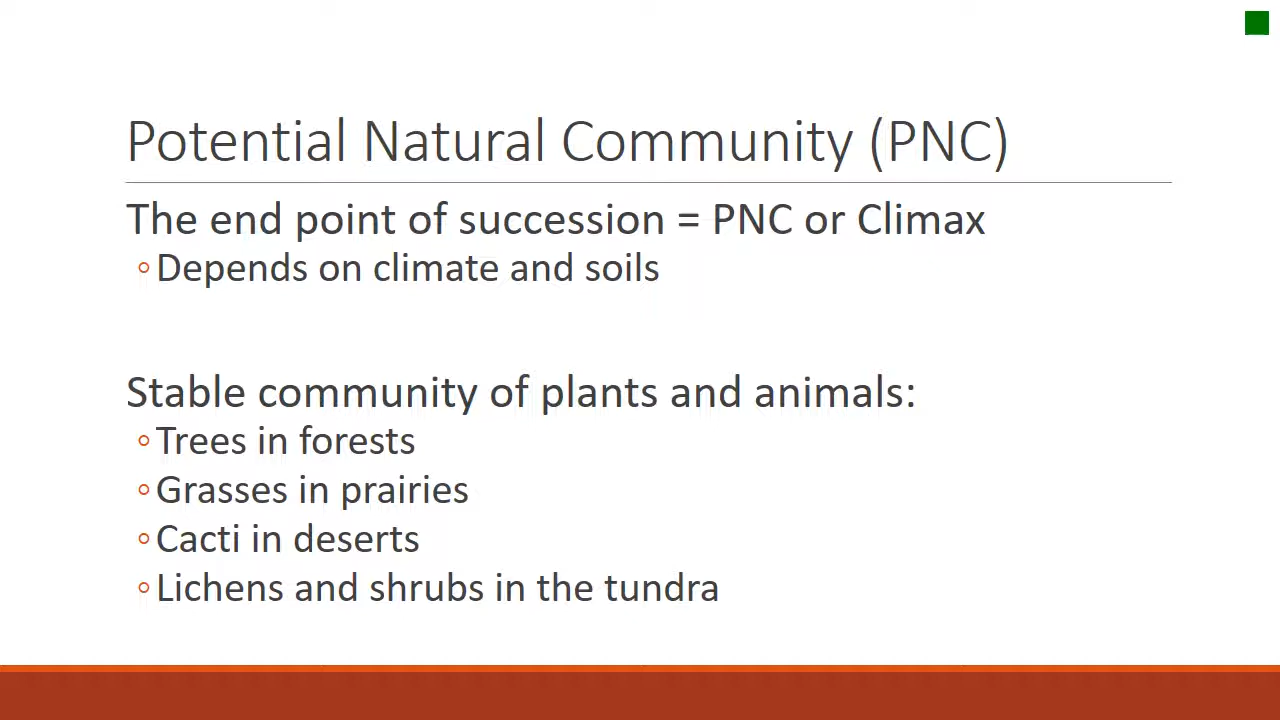 Potential Natural Community (PNC)
The end point of succession = PNC or Climax
◦Depends on climate and soils
Stable community of plants and animals:
◦Trees in forests
◦Grasses in prairies
◦Cacti in deserts
◦Lichens and shrubs in the tundra